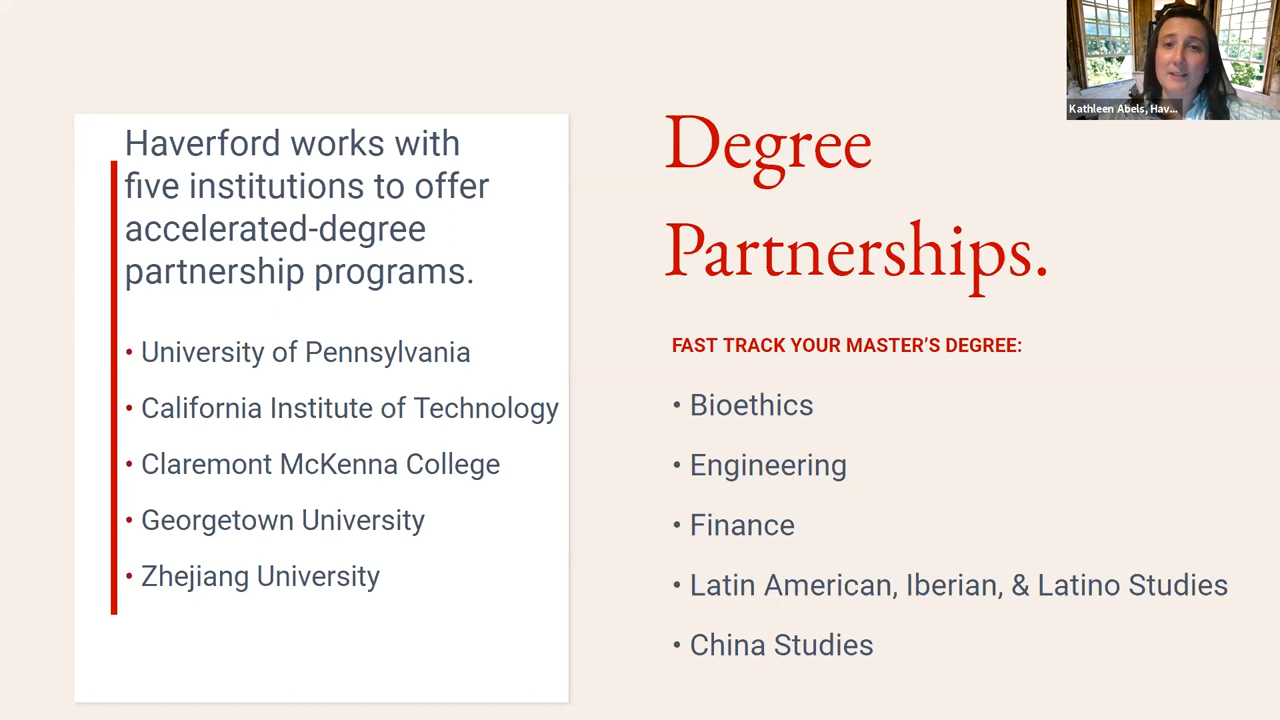 Haverford works with
five institutions to offer
accelerated-degree
partnership programs.
• University of Pennsylvania
• California Institute of Technology
• Claremont McKenna College
• Georgetown University
• Zhejiang University
Degree
Partnerships.
FAST TRACK YOUR MASTER’S DEGREE:
• Bioethics
• Engineering
• Finance
• Latin American, Iberian, & Latino Studies
• China Studies
Kathleen Abels, Hav...